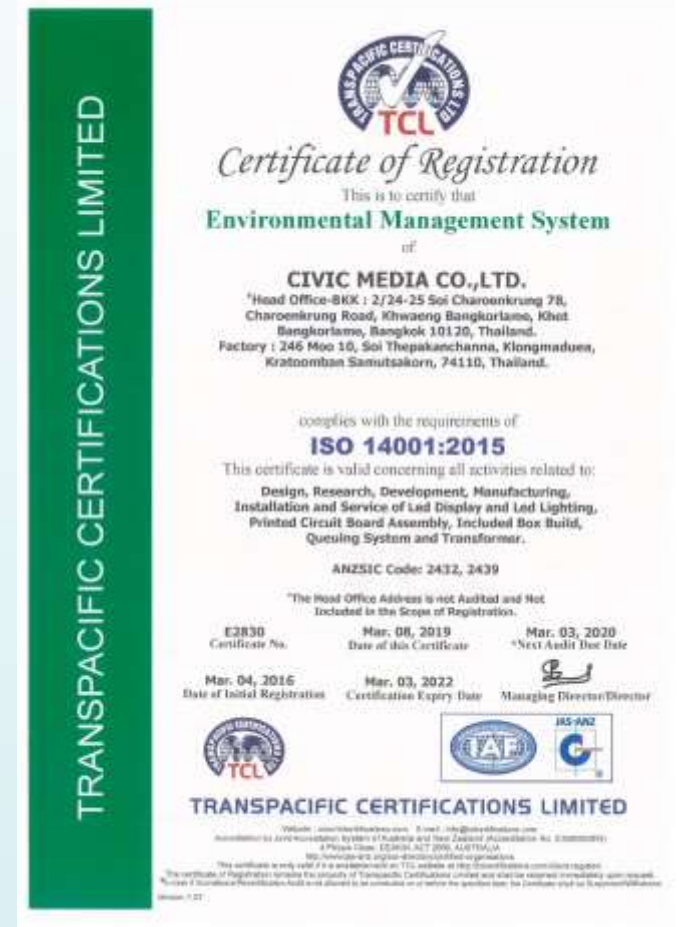 TRANSPACIFIC CERTIFICATIONS LIMITED
TRANSPACIFIC CERTIFICATIONS LTD
TCL
Certificate of Registration
This is to certify that
Environmental Management System
of
CIVIC MEDIA CO.,LTD.
*Head Office-BKK : 2/24-25 Soi Charoenkrung 78,
Charoenkrung Road, Khwaeng Bangkorlame, Khet
Bangkorlame, Bangkok 10120, Thailand.
Factory : 246 Moo 10, Soi Thepakanchanna, Klongmaduea,
Kratoomban Samutsakorn, 74110, Thailand.
complies with the requirements of
ISO 14001:2015
This certificate is valid concerning all activities related to:
Design, Research, Development, Manufacturing,
Installation and Service of Led Display and Led Lighting,
Printed Circuit Board Assembly, Included Box Build,
Queuing System and Transformer.
ANZSIC Code: 2432, 2439
*The Head Office Address is not Audited and Not
Included in the Scope of Registration.
E2830 Mar. 08, 2019 Mar. 03, 2020
Certificate No. Date of this Certificate *Next Audit Due Date
Mar. 04, 2016 Mar. 03, 2022
Date of Initial Registration Certification Expiry Date Managing Director/Director
TRANSPACIFIC CERTIFICATIONS LTD
TCL
IAF
JAS-ANZ
TRANSPACIFIC CERTIFICATIONS LIMITED